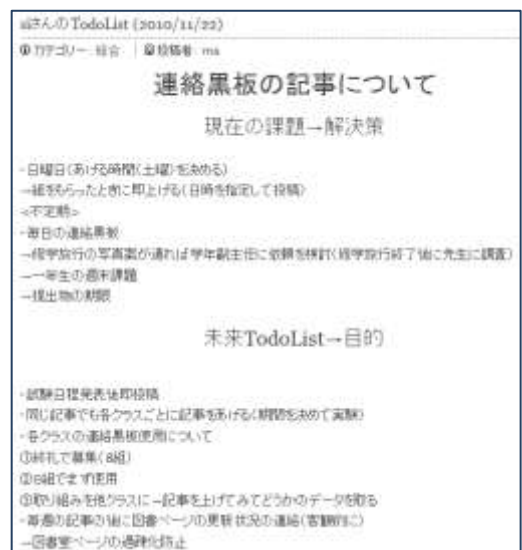 さんのTodoList (2010/11/22)
カテゴリー:総合 投稿者:ms
連絡黒板の記事について
現在の課題→解決策
・日曜日(あげる時間(土曜)を決める)
→紙をもらったときに即上げる(日時を指定して投稿)
<不定期>
・毎日の連絡黒板
→修学旅行の写真案が通れば学年副主任に依頼を検討(修学旅行終了後に先生に調査)
→一年生の週末課題
→提出物の期限
未来TodoList→目的
・試験日程発表後即投稿
・同じ記事でも各クラスごとに記事をあげる(期間を決めて実験)
・各クラスの連絡黒板使用について
①終礼で募集(8組)
②8組でまず使用
③取り組みを他クラスに→記事を上げてみてどうかのデータを取る
・毎週の記事の後に図書ページの更新状況の連絡(客観的に)
→図書室ページの過疎化防止